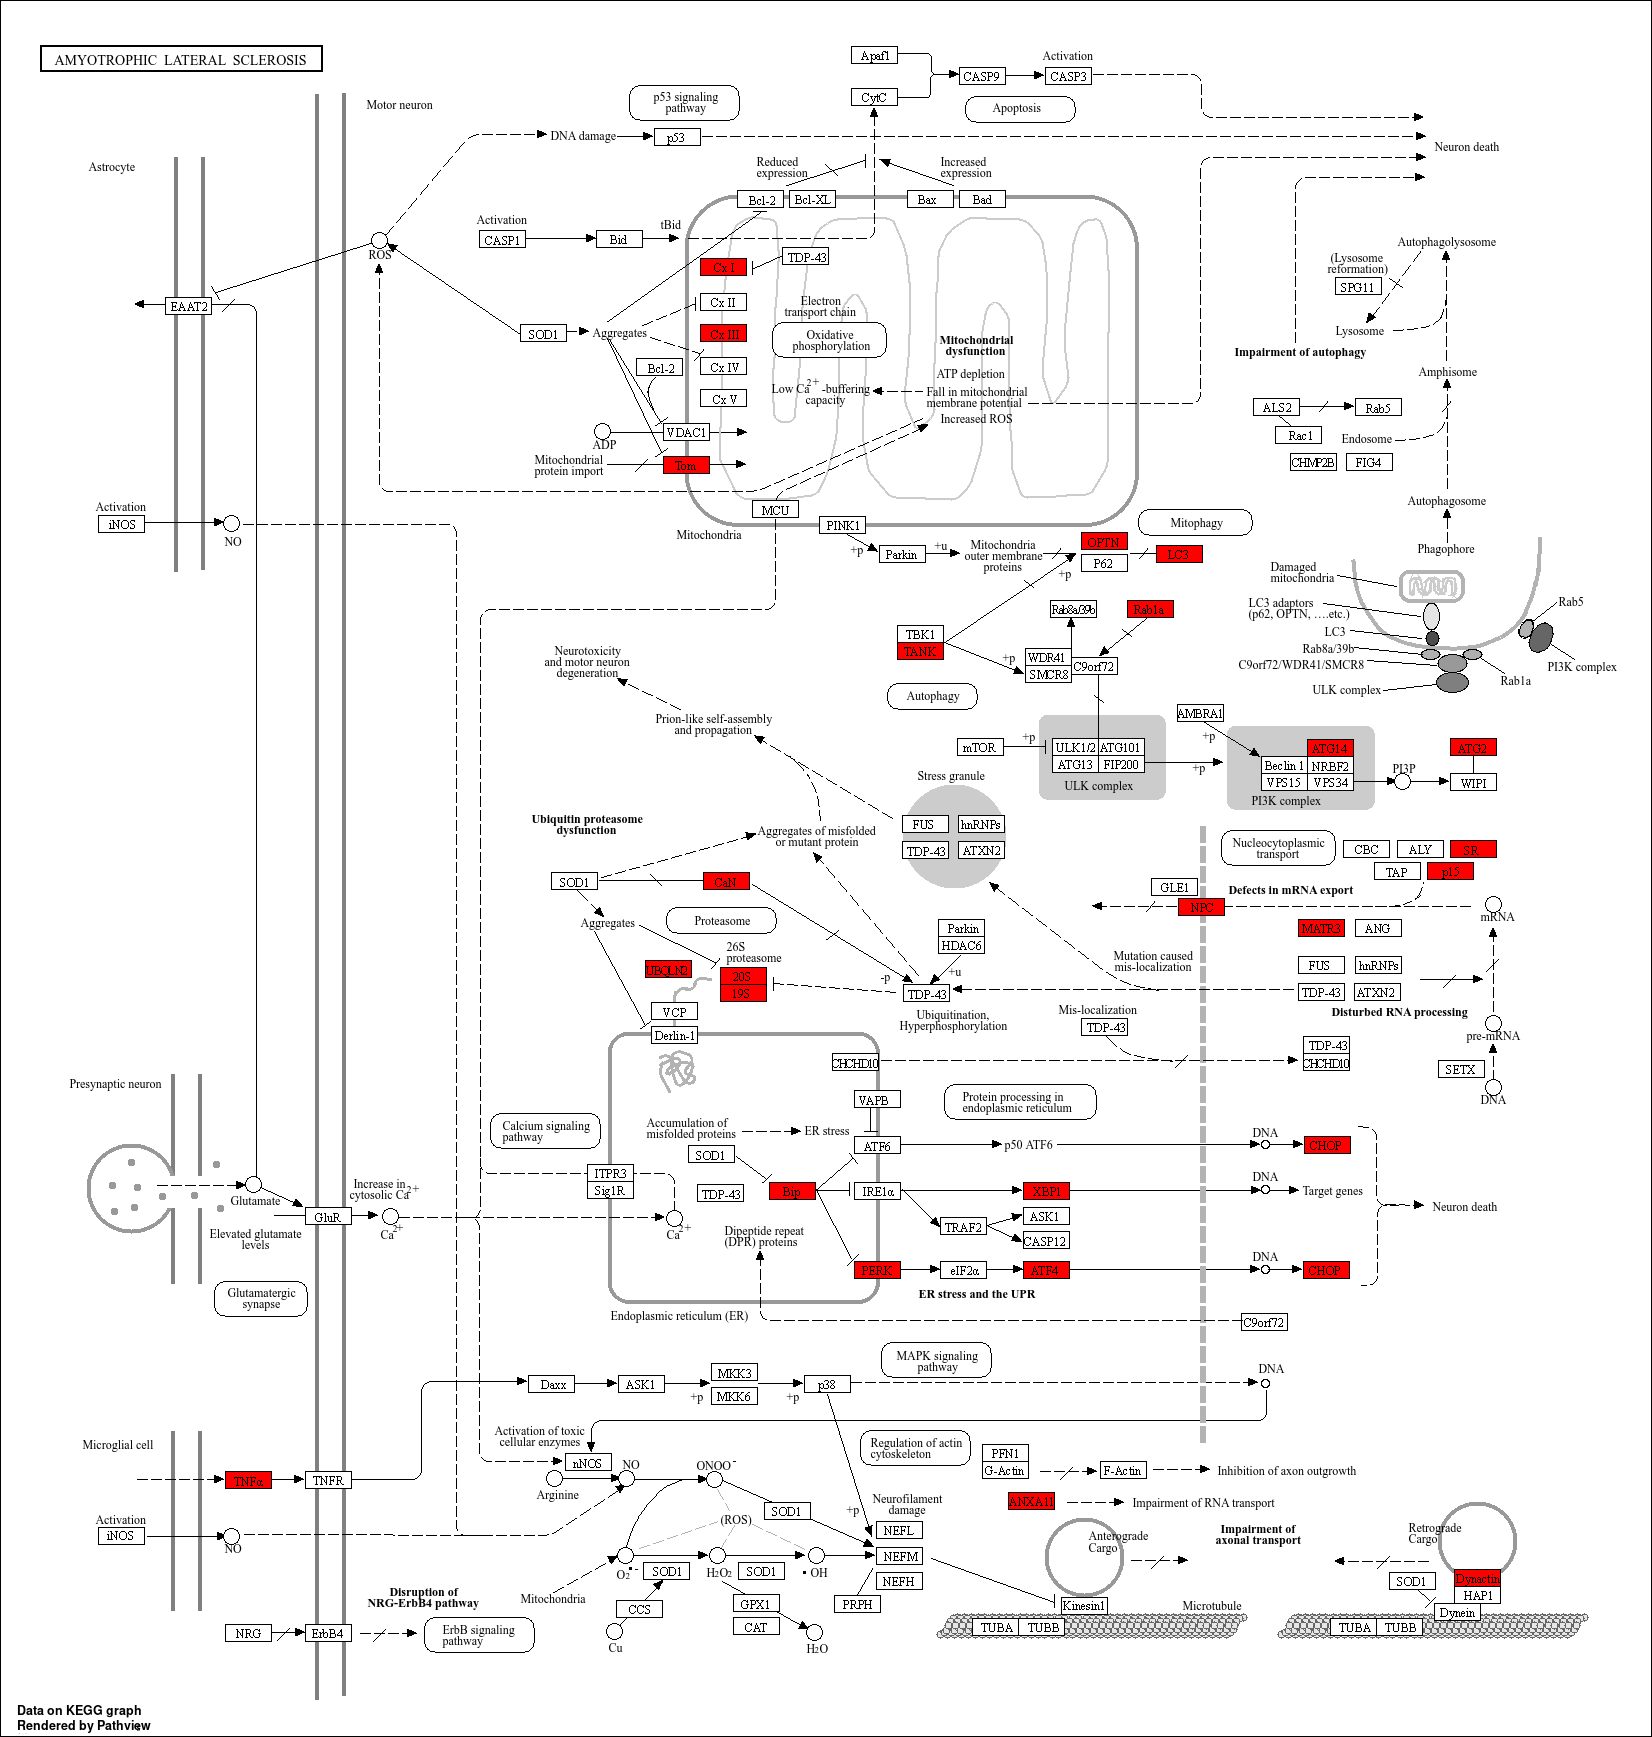 AMYOTROPHIC LATERAL SCLEROSIS
Motor neuron
Astrocyte
p53 signaling
pathway
Apaf1
CytC
CASP9
Activation
CASP3
Apoptosis
DNA damage
p53
Neuron death
Reduced
expression
Increased
expression
Bcl-2
Bcl-XL
Bax
Bad
Activation
CASP1
Bid
tBid
ROS
EAAT2
SOD1
Aggregates
Cx I
TDP-43
Cx II
Cx III
Cx IV
Cx V
Electron
transport chain
Oxidative
phosphorylation
Mitochondrial
dysfunction
ATP depletion
Low Ca2+ -buffering
capacity
Fall in mitochondrial
membrane potential
Increased ROS
Bcl-2
VDAC1
ADP
Mitochondrial
protein import
Tom
MCU
Mitochondria
PINK1
Autophagolysosome
(Lysosome
reformation)
SPG11
Lysosome
Impairment of autophagy
Amphisome
ALS2
Rab5
Rac1
Endosome
CHMP2B
FIG4
Autophagosome
Phagophore
Activation
iNOS
NO
+p
Parkin
+u
Mitochondria
outer membrane
proteins
Mitophagy
OPTN
P62
LC3
+p
Damaged
mitochondria
LC3 adaptors
(p62, OPTN, ....etc.)
LC3
Rab8a/39b
C9orf72/WDR41/SMCR8
ULK complex
Rab5
PI3K complex
Rab1a
Rab8a/39b
Rab1a
TBK1
TANK
+p
WDR41
SMCR8
C9orf72
Autophagy
Neurotoxicity
and motor neuron
degeneration
Prion-like self-assembly
and propagation
mTOR
+p
ULK1/2
ATG101
ATG13
FIP200
ULK complex
+p
AMBRA1
+p
ATG14
Beclin 1
NRBF2
VPS15
VPS34
PI3K complex
PI3P
ATG2
WIPI
Stress granule
FUS
hnRNPs
TDP-43
ATXN2
Ubiquitin proteasome
dysfunction
Aggregates of misfolded
or mutant protein
SOD1
CaN
Aggregates
Proteasome
26S
proteasome
UBQLN2
20S
19S
VCP
Derlin-1
Parkin
HDAC6
+u
-p
TDP-43
Ubiquitination,
Hyperphosphorylation
Nucleocytoplasmic
transport
CBC
ALY
SR
TAP
p15
GLE1
Defects in mRNA export
NPC
mRNA
MATR3
ANG
FUS
hnRNPs
TDP-43
ATXN2
Mutation caused
mis-localization
Disturbed RNA processing
Mis-localization
TDP-43
pre-mRNA
TDP-43
CHCHD10
SETX
DNA
CHCHD10
VAPB
Protein processing in
endoplasmic reticulum
Presynaptic neuron
Calcium signaling
pathway
Accumulation of
misfolded proteins
ER stress
SOD1
ATF6
p50 ATF6
DNA
CHOP
ITPR3
Sig1R
TDP-43
Bip
IRE1α
XBP1
DNA
Target genes
Increase in
cytosolic Ca2+
Glutamate
GluR
Ca2+
Ca2+
Elevated glutamate
levels
Dipeptide repeat
(DPR) proteins
TRAF2
ASK1
CASP12
Neuron death
PERK
eIF2α
ATF4
DNA
CHOP
ER stress and the UPR
Glutamatergic
synapse
Endoplasmic reticulum (ER)
C9orf72
MAPK signaling
pathway
Daxx
ASK1
+p
MKK3
MKK6
+p
p38
DNA
Microglial cell
Activation of toxic
cellular enzymes
nNOS
TNFα
TNFR
Arginine
NO
ONOO-
Regulation of actin
cytoskeleton
PFN1
G-Actin
F-Actin
Inhibition of axon outgrowth
ANXA11
Impairment of RNA transport
Activation
iNOS
NO
SOD1
(ROS)
+p
Neurofilament
damage
NEFL
NEFM
NEFH
PRPH
O2•-
SOD1
H2O2
SOD1
•OH
Mitochondria
CCS
Cu
GPX1
CAT
H2O
Anterograde
Cargo
Impairment of
axonal transport
Retrograde
Cargo
Kinesin1
Microtubule
SOD1
Dynactin
HAP1
Dynein
TUBA
TUBB
TUBA
TUBB
Disruption of
NRG-ErbB4 pathway
NRG
ErbB4
ErbB signaling
pathway
Data on KEGG graph
Rendered by Pathview